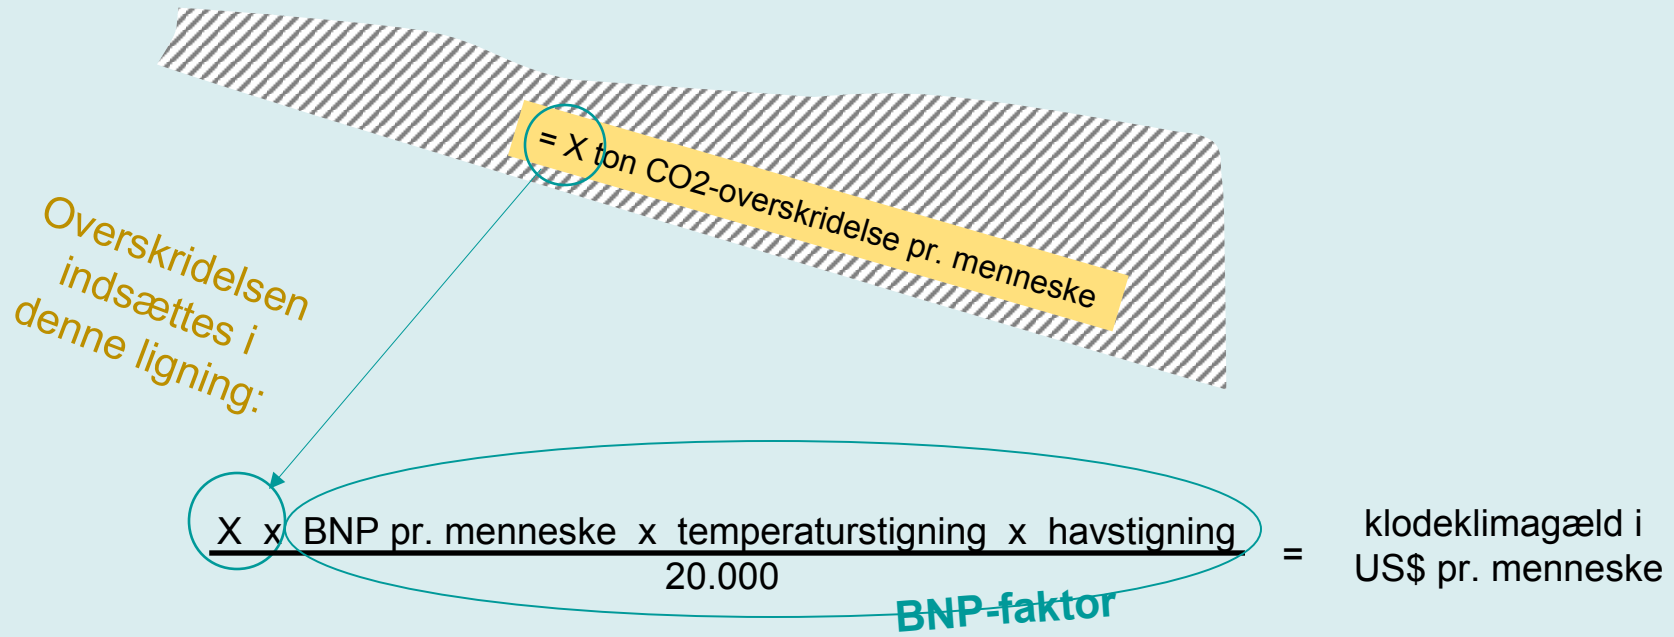 = X ton CO2-overskridelse pr. menneske
Overskridelsen
indsættes i
denne ligning:
X x BNP pr. menneske x temperaturstigning x havstigning
20.000
=
klodeklimagæld i
US$ pr. menneske
BNP-faktor